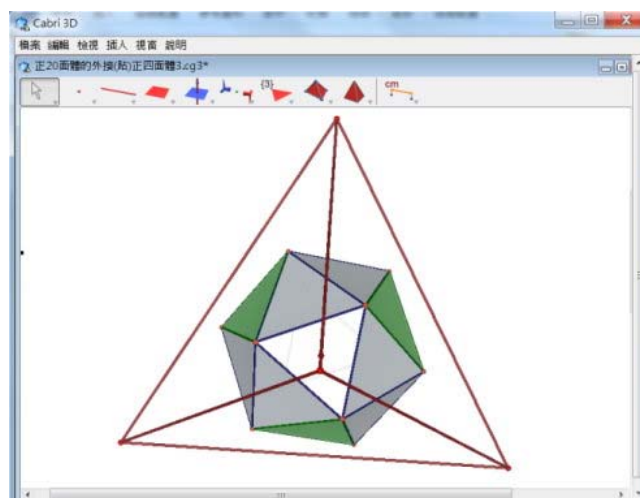 Cabri 3D
檔案 編輯 檢視 插入 視窗 說明
正20面體的外接(貼)正四面體3.cg3*
{3}
cm